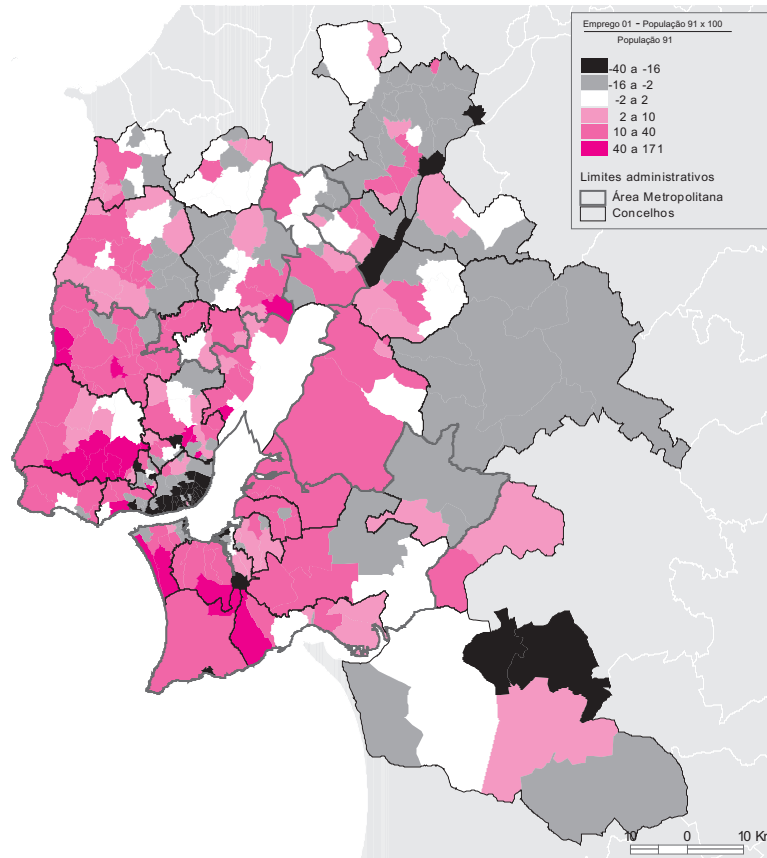 Emprego 01 - População 91 x 100
População 91
-40 a -16
-16 a -2
-2 a 2
2 a 10
10 a 40
40 a 171
Limites administrativos
Área Metropolitana
Concelhos
10 0 10 Km